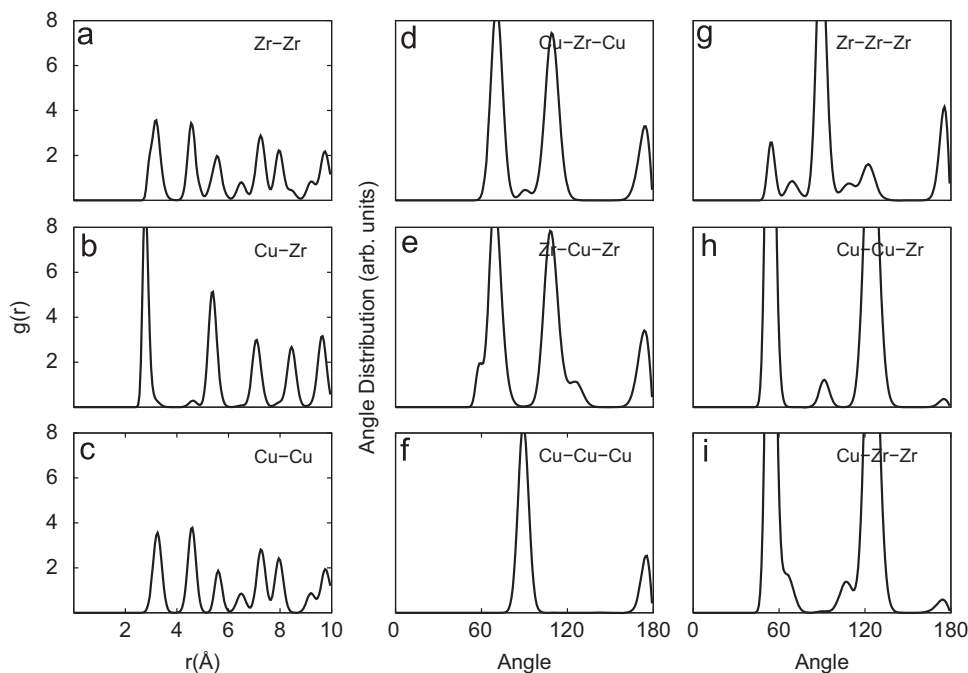 a
Zr−Zr
8
6
4
2
b
Cu−Zr
8
6
4
2
g(r)
c
Cu−Cu
8
6
4
2
2 4 6 8 10
r(Å)
d
Cu−Zr−Cu
e
Zr−Cu−Zr
Angle Distribution (arb. units)
f
Cu−Cu−Cu
0 60 120 180
Angle
g
Zr−Zr−Zr
h
Cu−Cu−Zr
i
Cu−Zr−Zr
0 60 120 180
Angle